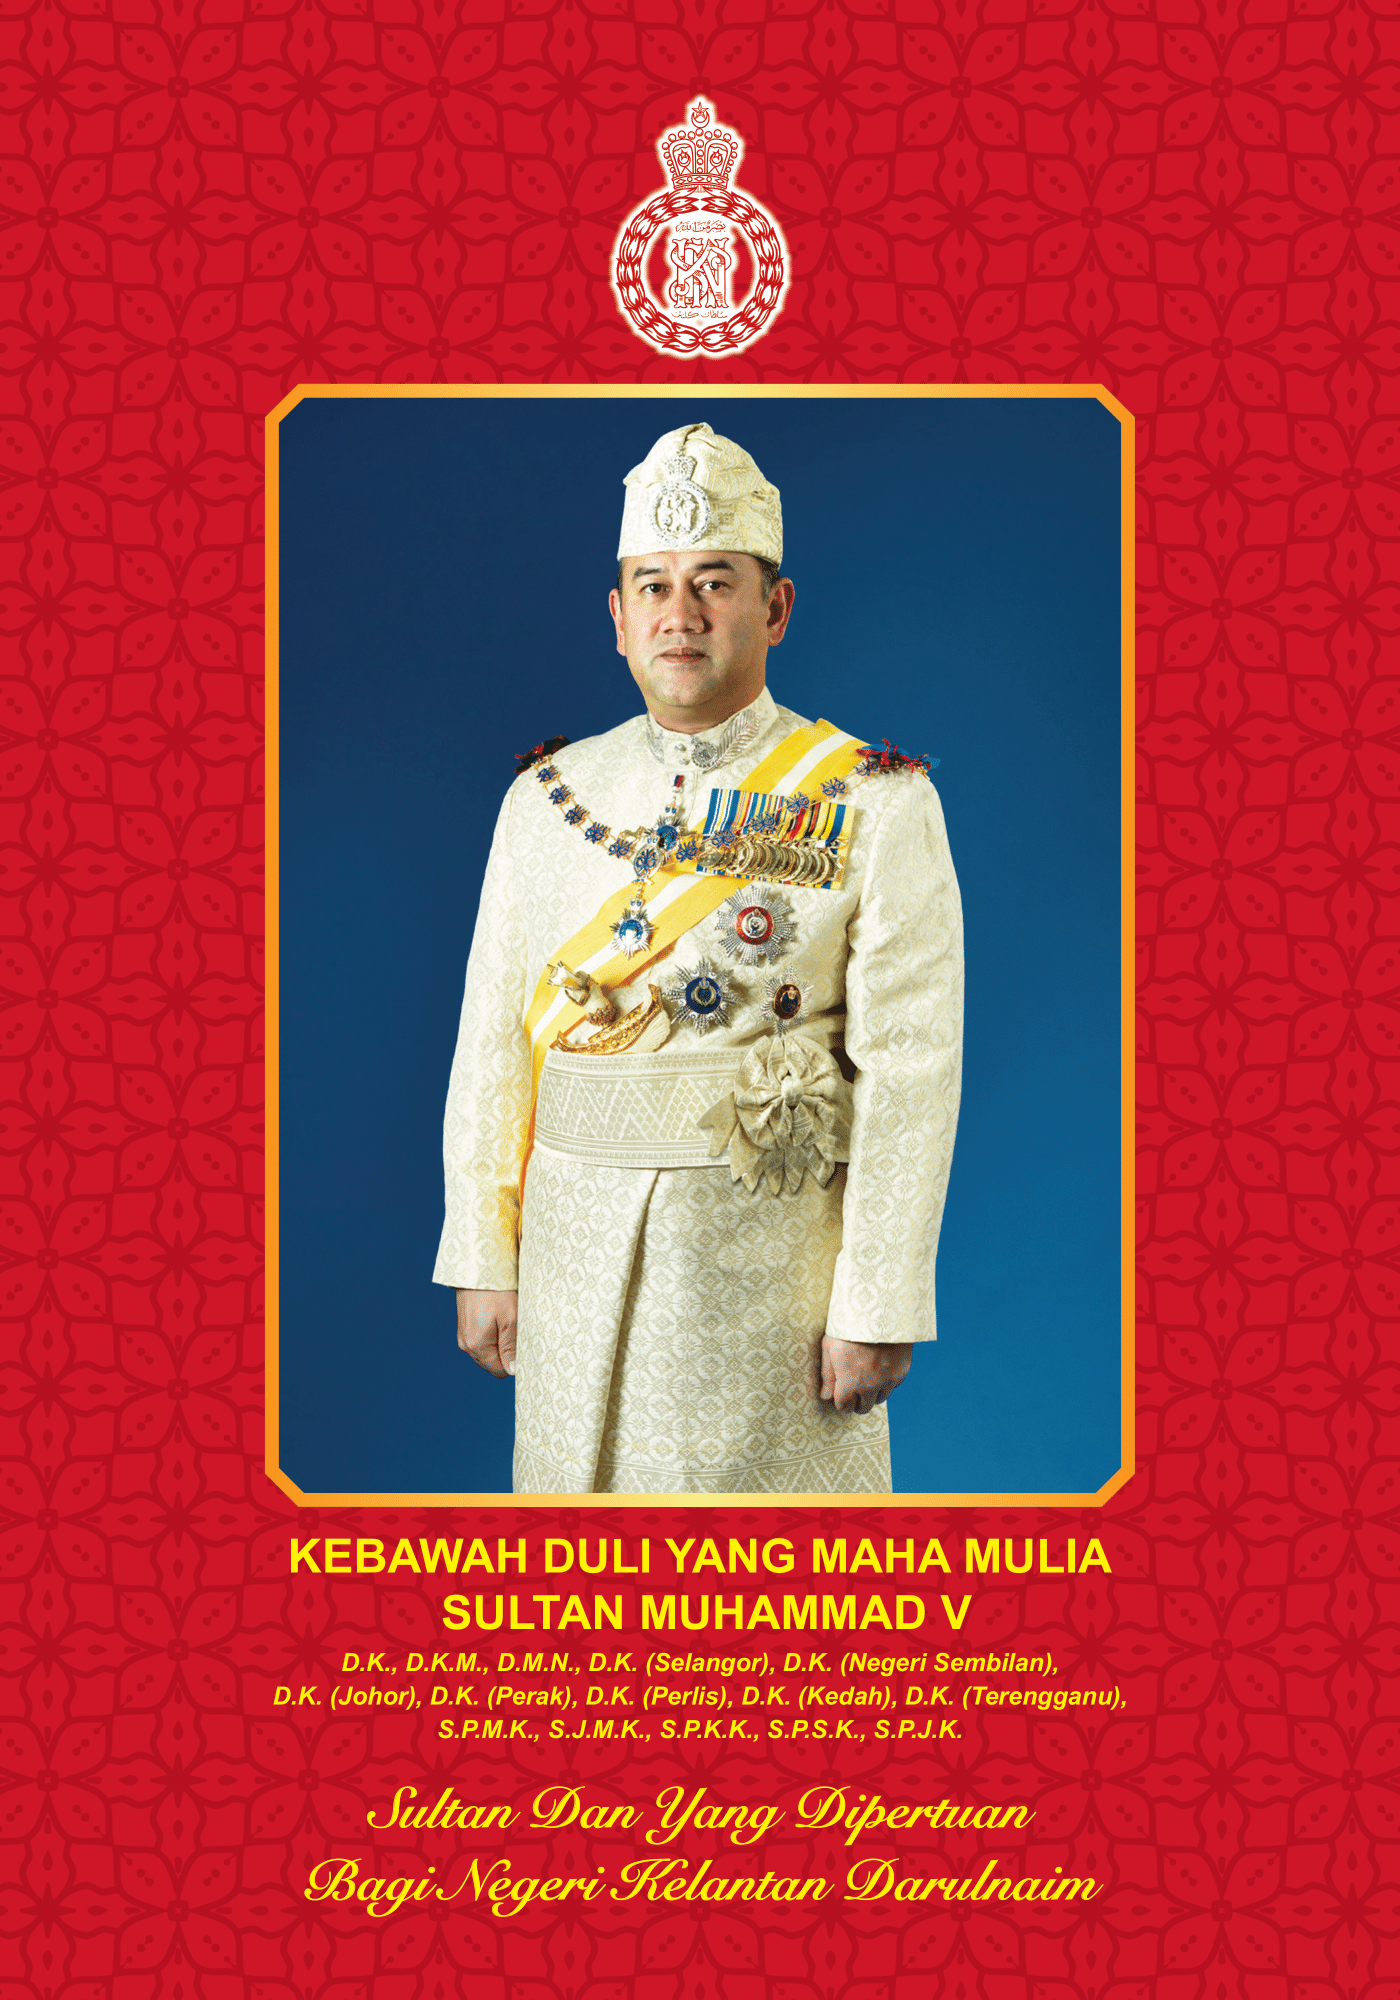 KEBAWAH DULI YANG MAHA MULIA
SULTAN MUHAMMAD V
D.K., D.K.M., D.M.N., D.K. (Selangor), D.K. (Negeri Sembilan),
D.K. (Johor), D.K. (Perak), D.K. (Perlis), D.K. (Kedah), D.K. (Terengganu),
S.P.M.K., S.J.M.K., S.P.K.K., S.P.S.K., S.P.J.K.
Sultan Dan Yang Dipertuan
Bagi Negeri Kelantan Darulnaim